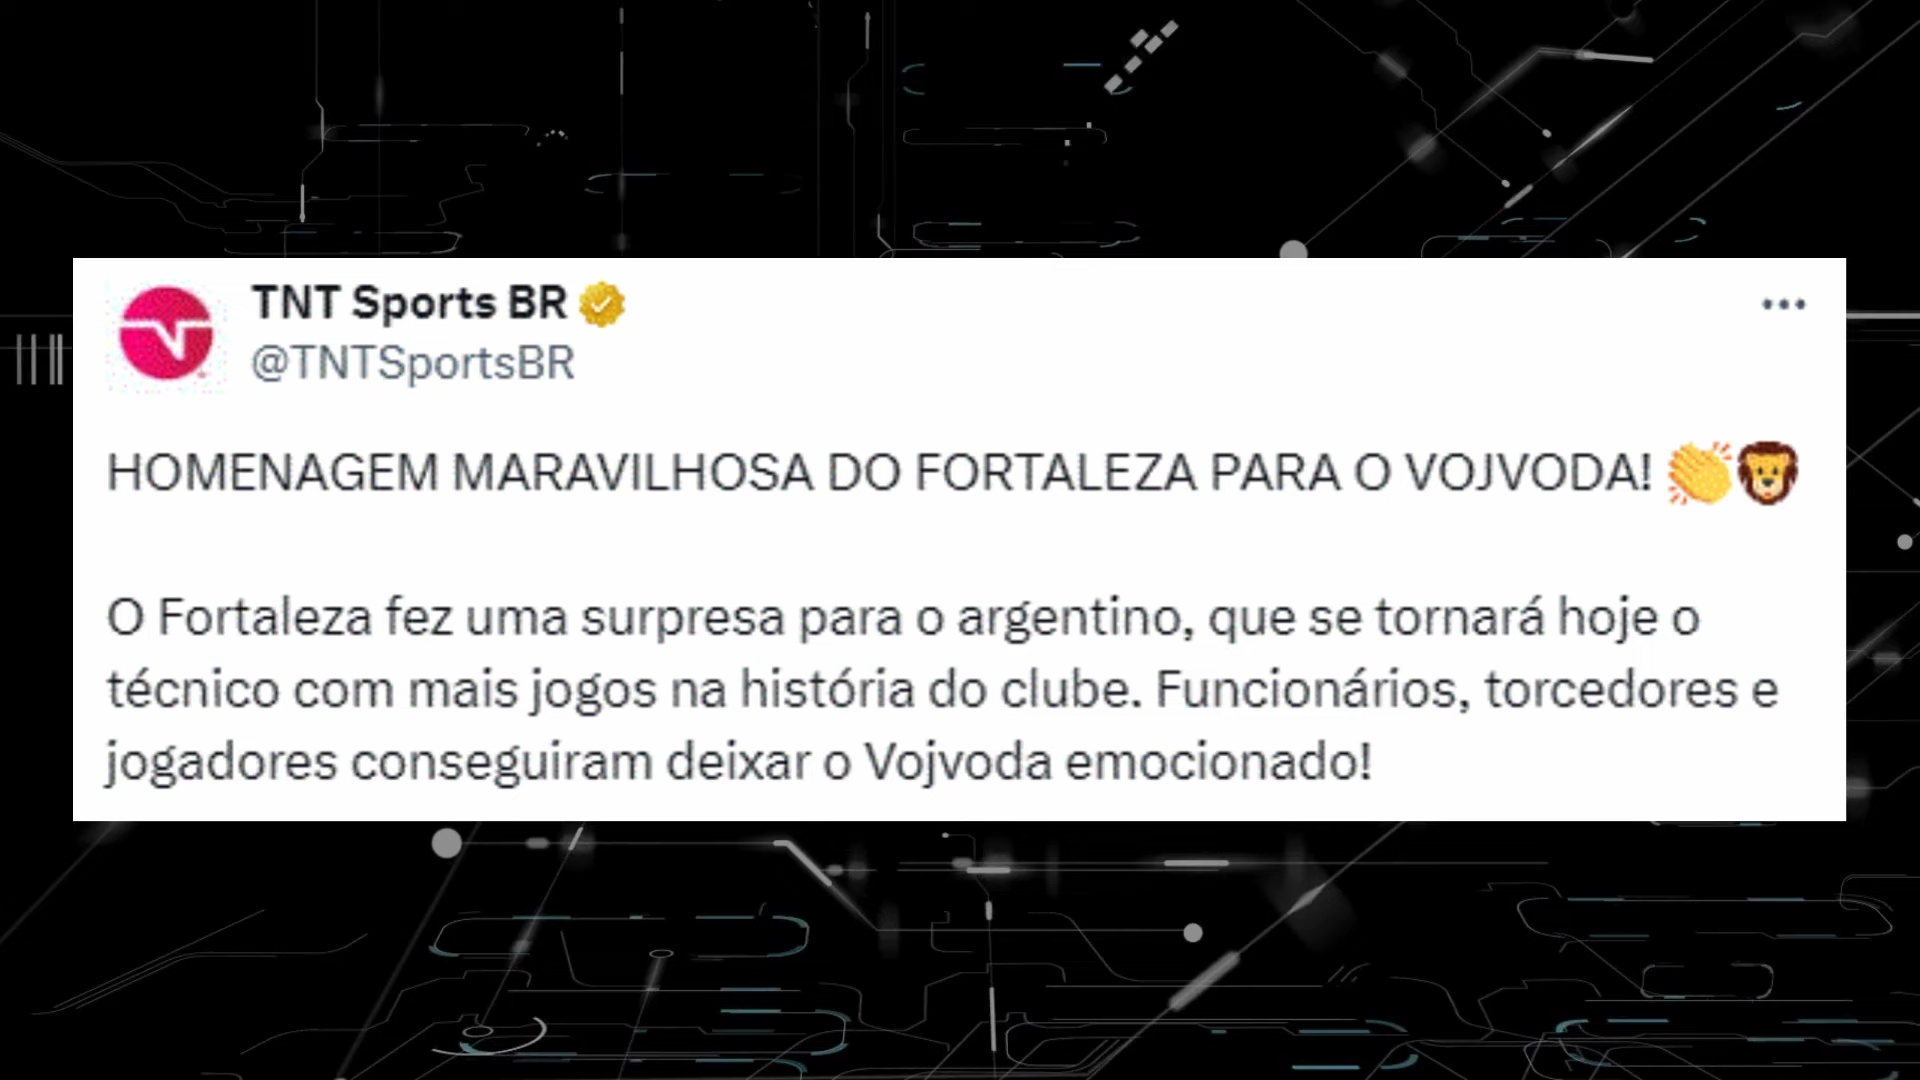 TNT Sports BR
@TNTSportsBR
HOMENAGEM MARAVILHOSA DO FORTALEZA PARA O VOJVODA! 👏🦁
O Fortaleza fez uma surpresa para o argentino, que se tornará hoje o
técnico com mais jogos na história do clube. Funcionários, torcedores e
jogadores conseguiram deixar o Vojvoda emocionado!